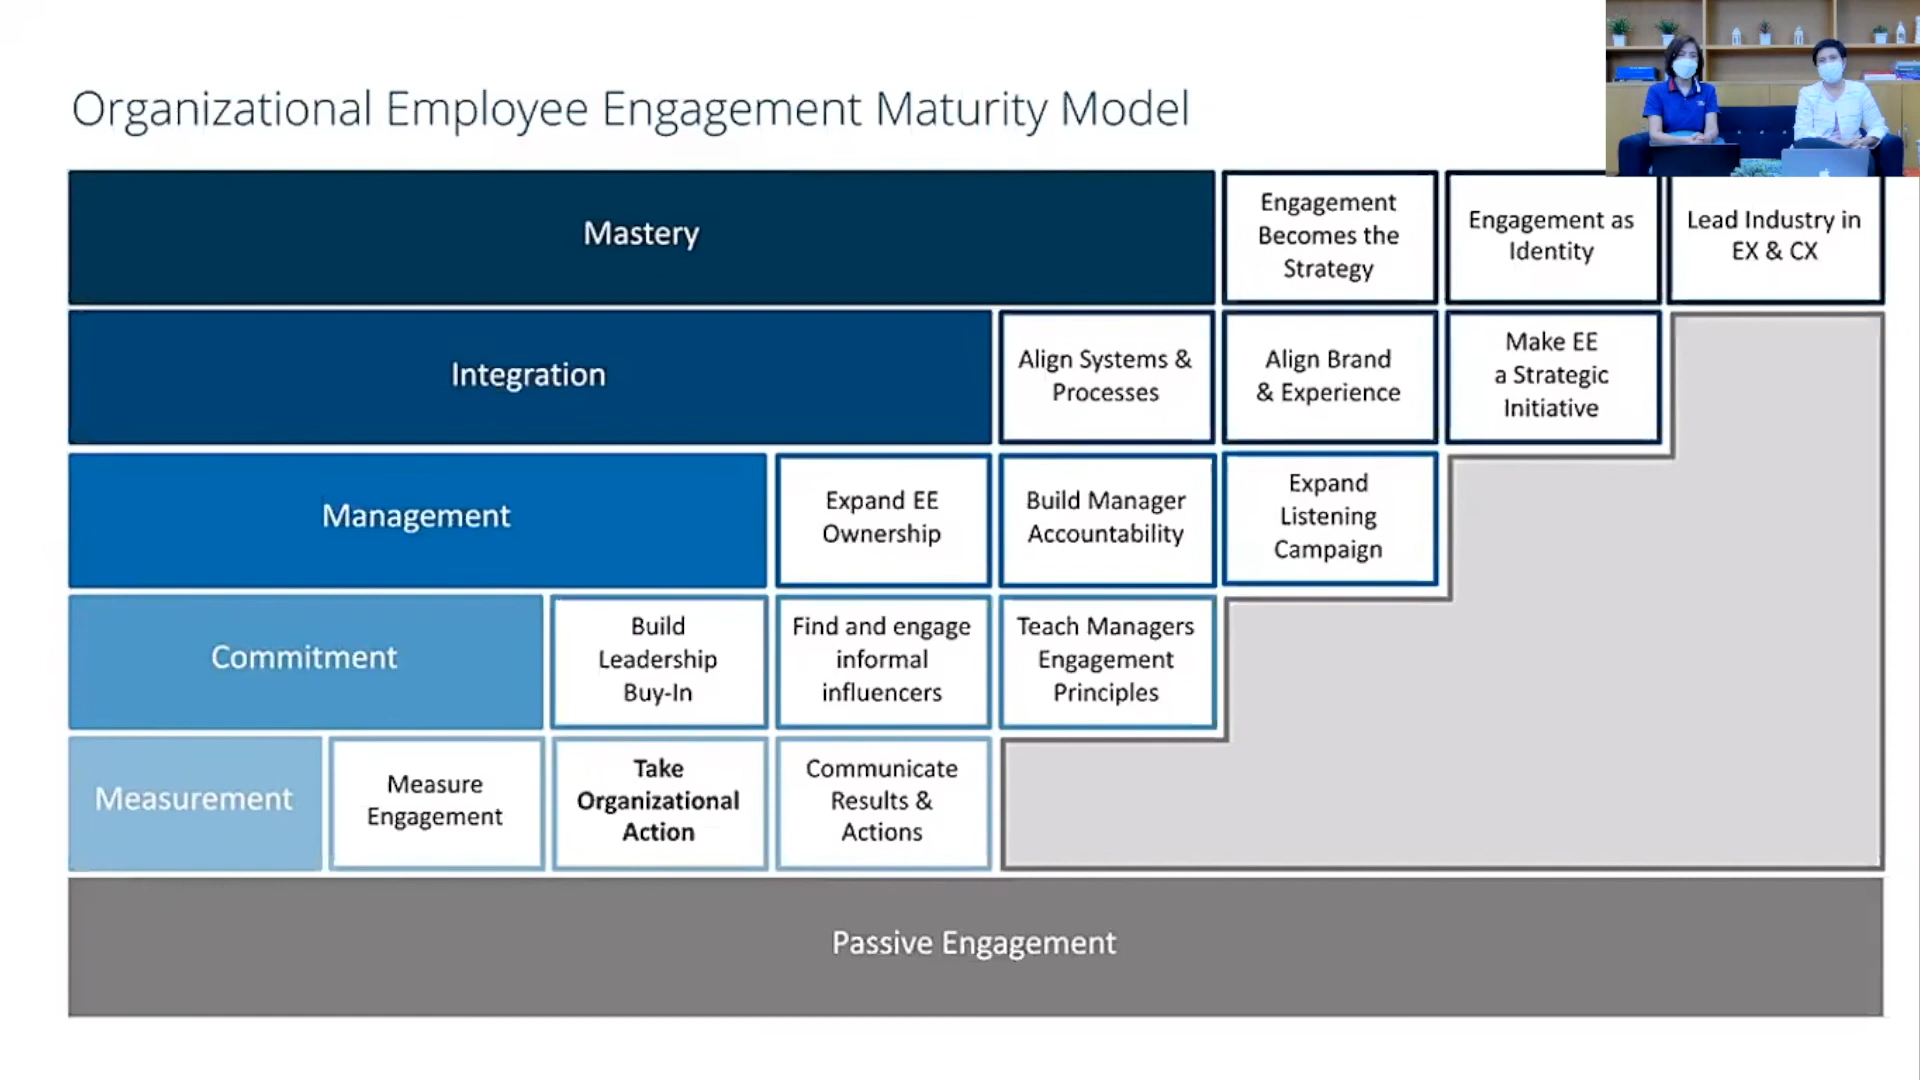 Organizational Employee Engagement Maturity Model
Mastery
Engagement
Becomes the
Strategy
Engagement as
Identity
Lead Industry in
EX & CX
Integration
Align Systems &
Processes
Align Brand
& Experience
Make EE
a Strategic
Initiative
Management
Expand EE
Ownership
Build Manager
Accountability
Expand
Listening
Campaign
Commitment
Build
Leadership
Buy-In
Find and engage
informal
influencers
Teach Managers
Engagement
Principles
Measurement
Measure
Engagement
Take
Organizational
Action
Communicate
Results &
Actions
Passive Engagement